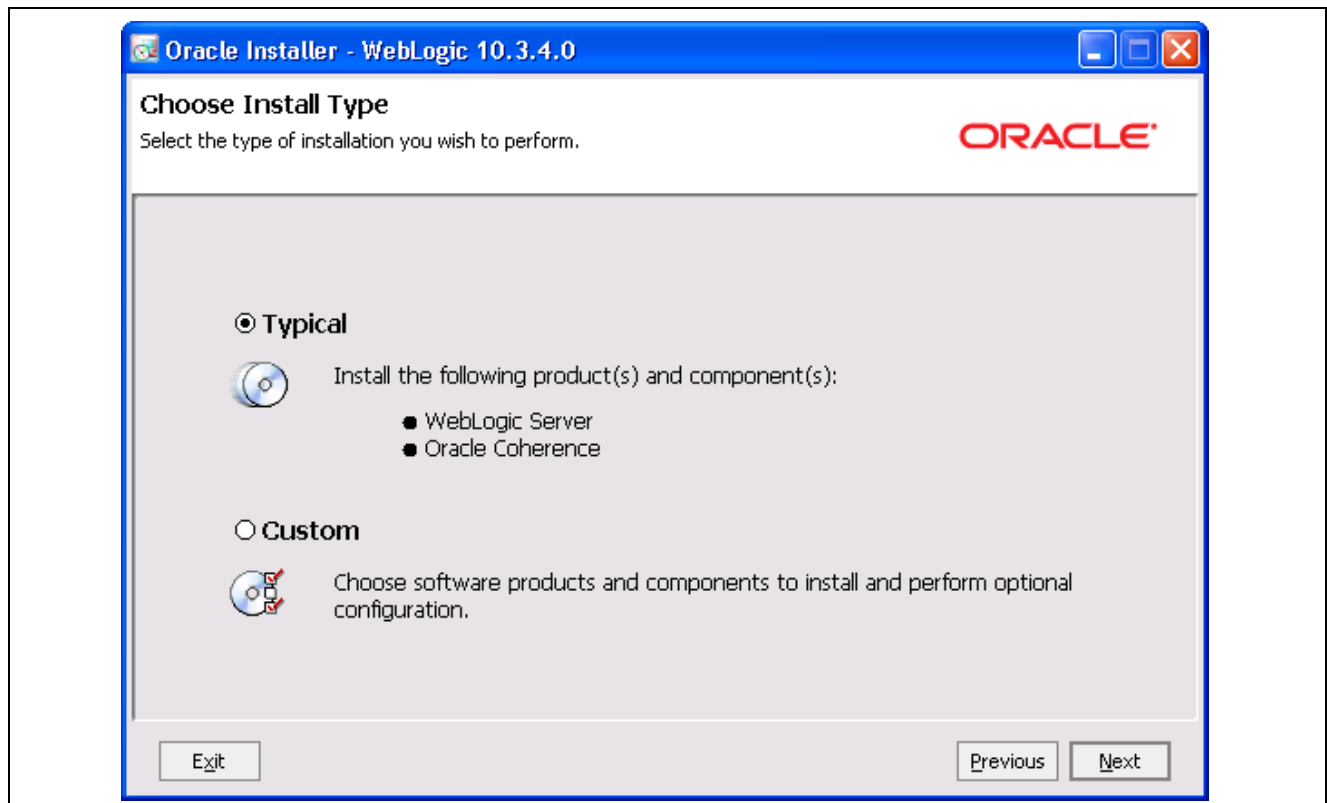 Oracle Installer - WebLogic 10.3.4.0
Choose Install Type
Select the type of installation you wish to perform.
ORACLE
Typical
Install the following product(s) and component(s):
● WebLogic Server
● Oracle Coherence
Custom
Choose software products and components to install and perform optional
configuration.
Exit
Previous
Next